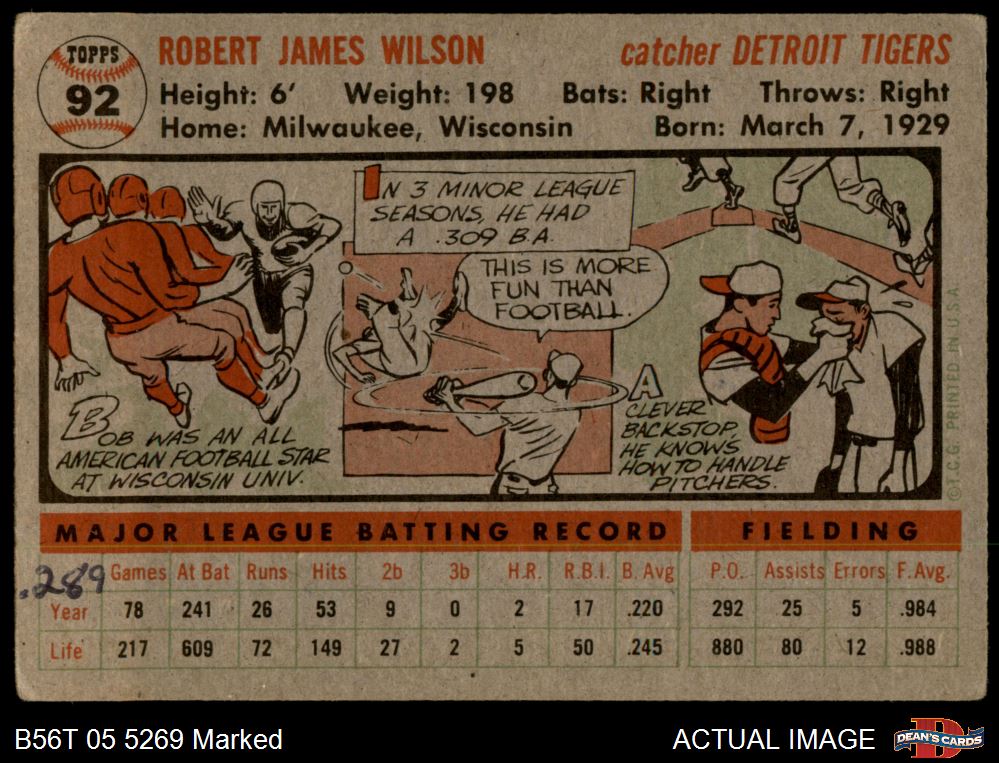 TOPPS
92
ROBERT JAMES WILSON catcher DETROIT TIGERS
Height: 6' Weight: 198 Bats: Right Throws: Right
Home: Milwaukee, Wisconsin Born: March 7, 1929
BOB WAS AN ALL
AMERICAN FOOTBALL STAR
AT WISCONSIN UNIV.
IN 3 MINOR LEAGUE
SEASONS, HE HAD
A .309 B.A.
THIS IS MORE
FUN THAN
FOOTBALL.
A
CLEVER
BACKSTOP,
HE KNOWS
HOW TO HANDLE
PITCHERS.
© T.C.G. PRINTED IN U.S.A.
MAJOR LEAGUE BATTING RECORD FIELDING
.289
Games At Bat Runs Hits 2b 3b H.R. R.B.I. B. Avg P.O. Assists Errors F. Avg.
Year 78 241 26 53 9 0 2 17 .220 292 25 5 .984
Life 217 609 72 149 27 2 5 50 .245 880 80 12 .988
B56T 05 5269 Marked ACTUAL IMAGE
D
DEAN'S CARDS